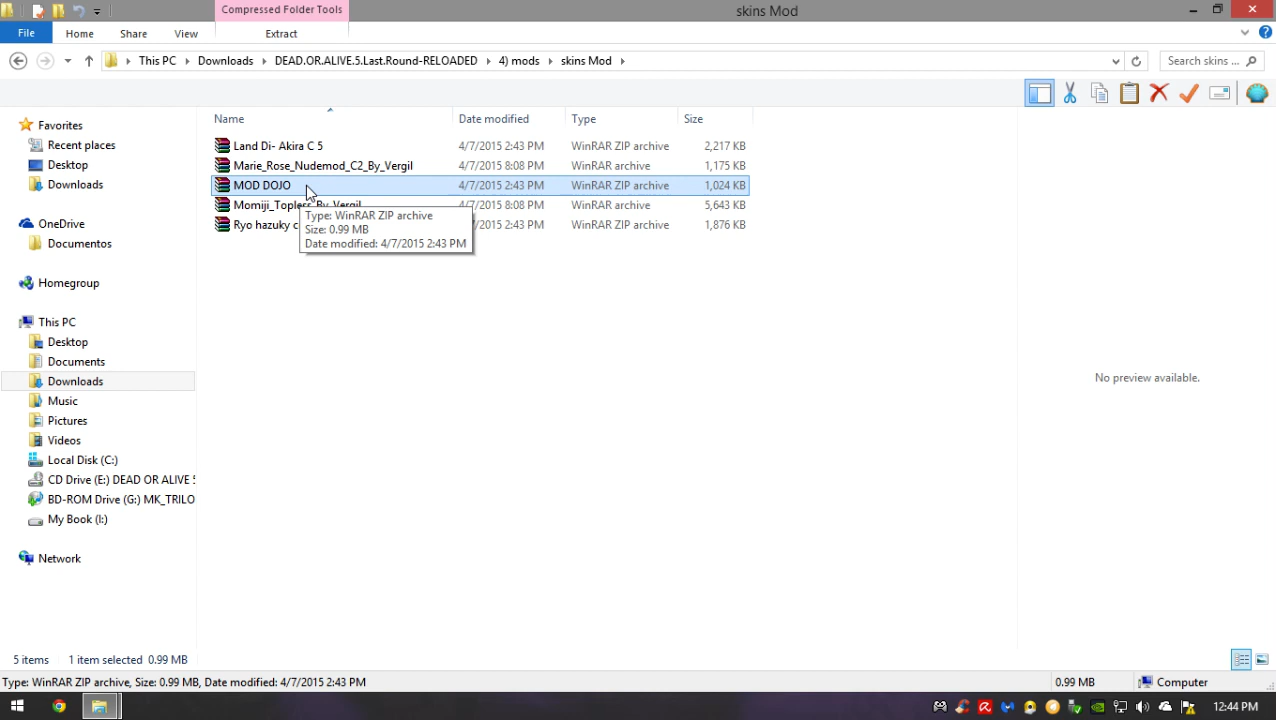 skins Mod
Compressed Folder Tools
File Home Share View Extract
This PC Downloads DEAD.OR.ALIVE.5.Last.Round-RELOADED 4) mods skins Mod
Search skins ...
Name Date modified Type Size
Land Di- Akira C 5 4/7/2015 2:43 PM WinRAR ZIP archive 2,217 KB
Marie_Rose_Nudemod_C2_By_Vergil 4/7/2015 8:08 PM WinRAR archive 1,175 KB
MOD DOJO 4/7/2015 2:43 PM WinRAR ZIP archive 1,024 KB
Momiji_Topless_By_Vergil 4/7/2015 8:08 PM WinRAR archive 5,643 KB
Ryo hazuky c 2:43 PM WinRAR ZIP archive 1,876 KB
Type: WinRAR ZIP archive
Size: 0.99 MB
Date modified: 4/7/2015 2:43 PM
Favorites
Recent places
Desktop
Downloads
OneDrive
Documentos
Homegroup
This PC
Desktop
Documents
Downloads
Music
Pictures
Videos
Local Disk (C:)
CD Drive (E:) DEAD OR ALIVE 5
BD-ROM Drive (G:) MK_TRILO
My Book (I:)
Network
No preview available.
5 items 1 item selected 0.99 MB
Type: WinRAR ZIP archive, Size: 0.99 MB, Date modified: 4/7/2015 2:43 PM 0.99 MB Computer
12:44 PM